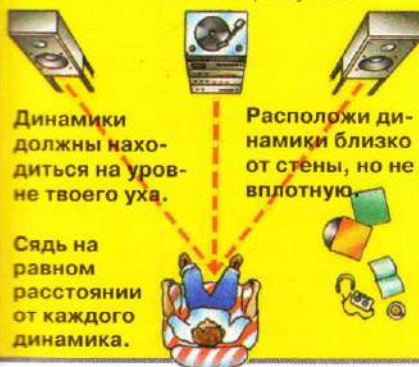 Динамики
должны нахо-
диться на уров-
не твоего уха.
Расположи ди-
намики близко
от стены, но не
вплотную.
Сядь на
равном
расстоянии
от каждого
динамика.